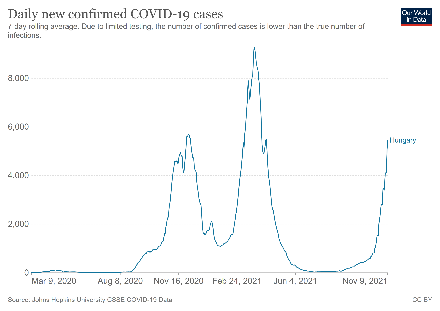 Daily new confirmed COVID-19 cases
7-day rolling average. Due to limited testing, the number of confirmed cases is lower than the true number of
infections.
Our World
in Data
8,000
6,000
4,000
2,000
0
Hungary
Mar 9, 2020 Aug 8, 2020 Nov 16, 2020 Feb 24, 2021 Jun 4, 2021 Nov 9, 2021
Source: Johns Hopkins University CSSE COVID-19 Data
CC BY